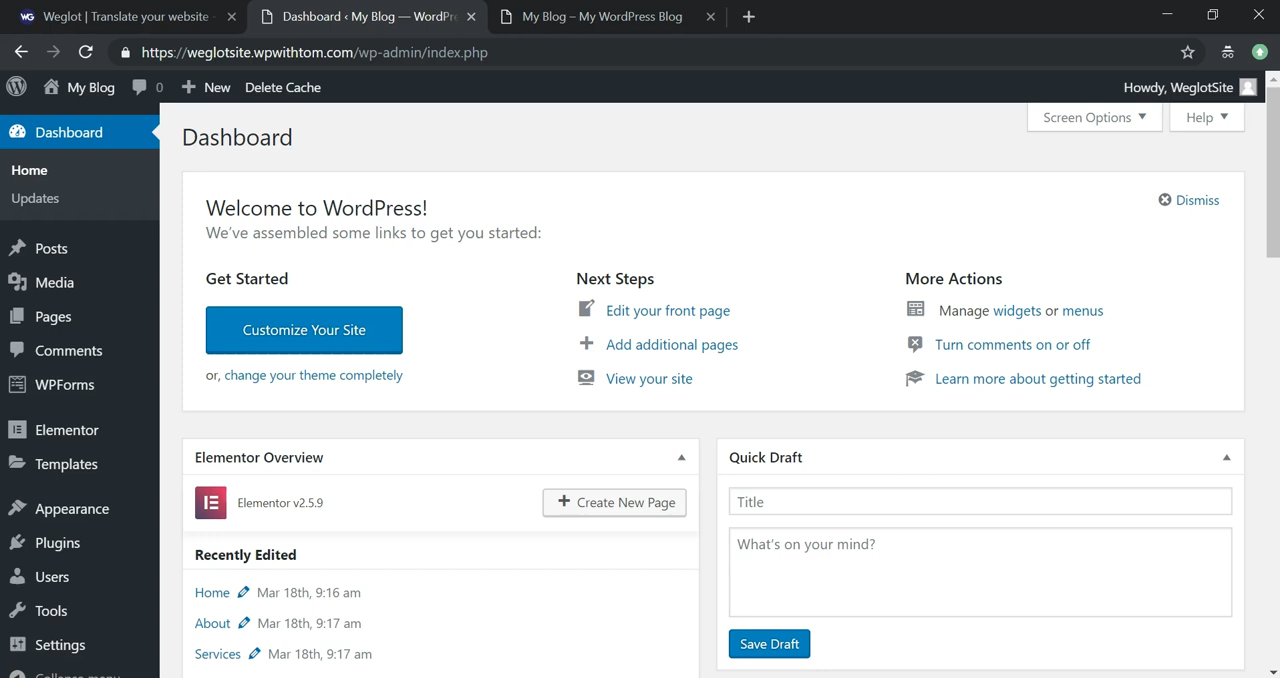 Weglot | Translate your website
Dashboard ‹ My Blog — WordPre
My Blog – My WordPress Blog
https://weglotsite.wpwithtom.com/wp-admin/index.php
My Blog
0
New
Delete Cache
Howdy, WeglotSite
Dashboard
Home
Updates
Posts
Media
Pages
Comments
WPForms
Elementor
Templates
Appearance
Plugins
Users
Tools
Settings
Collapse menu
Dashboard
Screen Options
Help
Welcome to WordPress!
We've assembled some links to get you started:
Dismiss
Get Started
Customize Your Site
or, change your theme completely
Next Steps
Edit your front page
Add additional pages
View your site
More Actions
Manage widgets or menus
Turn comments on or off
Learn more about getting started
Elementor Overview
Elementor v2.5.9
Create New Page
Recently Edited
Home Mar 18th, 9:16 am
About Mar 18th, 9:17 am
Services Mar 18th, 9:17 am
Quick Draft
Title
What's on your mind?
Save Draft